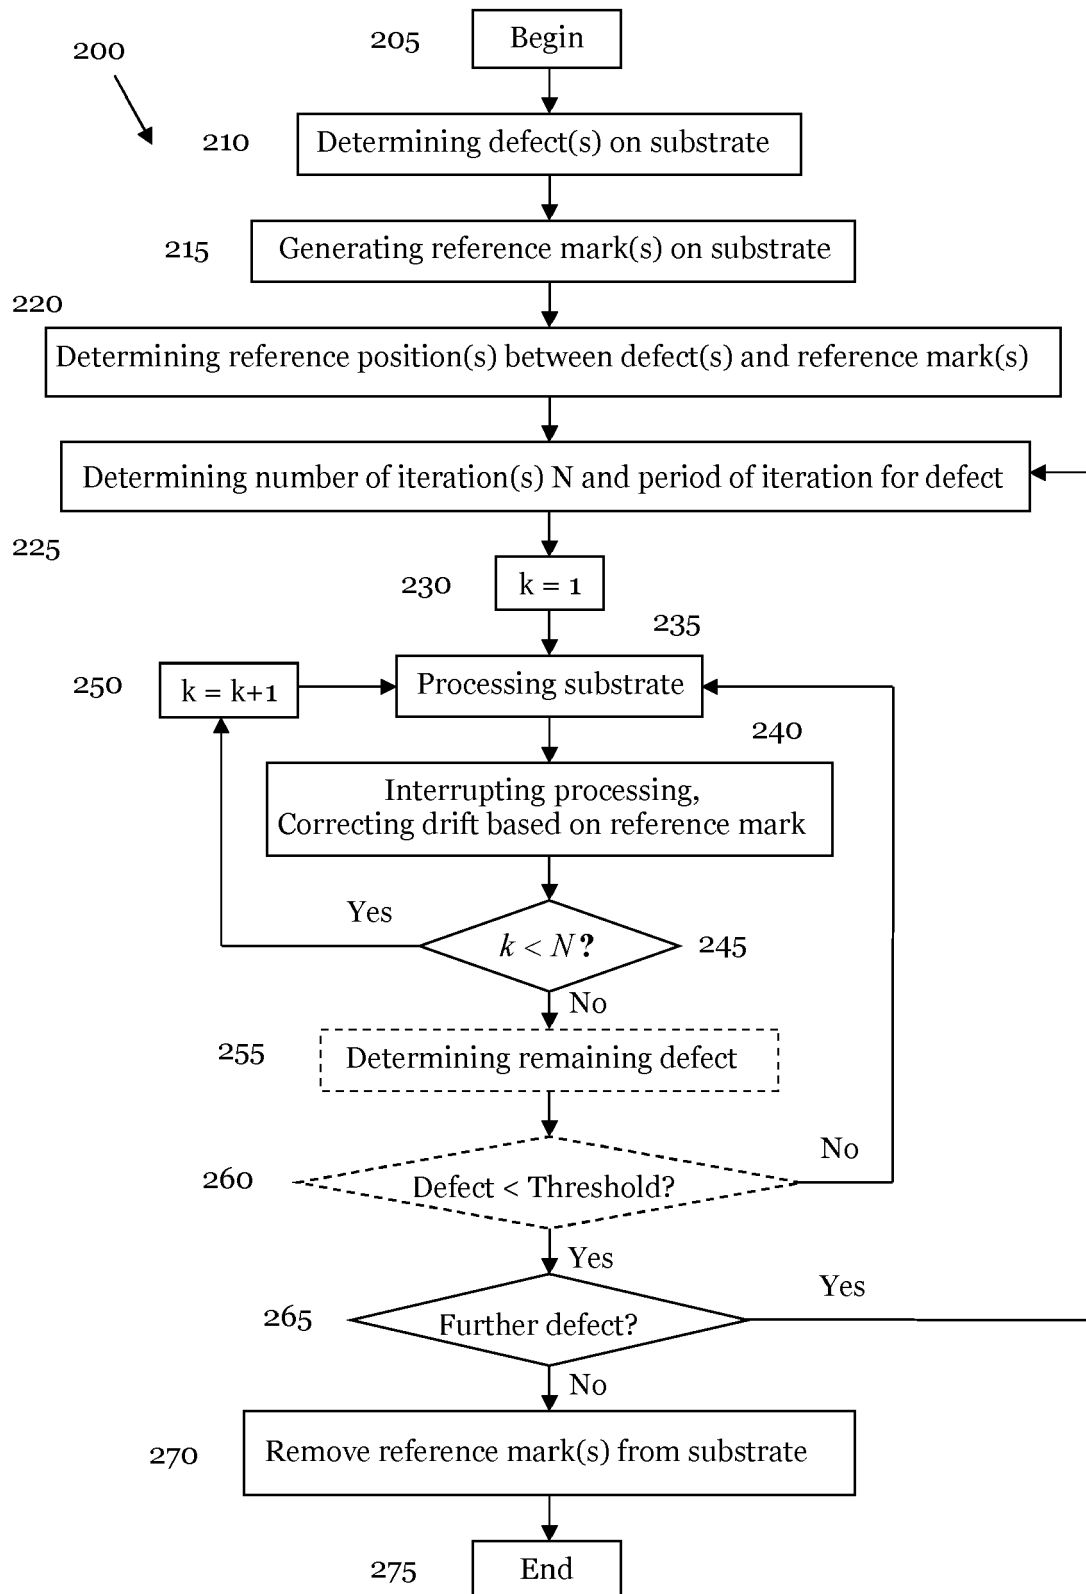 205
Begin
200
210
Determining defect(s) on substrate
215
Generating reference mark(s) on substrate
220
Determining reference position(s) between defect(s) and reference mark(s)
Determining number of iteration(s) N and period of iteration for defect
225
230
k = 1
235
250
k = k+1
Processing substrate
240
Interrupting processing,
Correcting drift based on reference mark
Yes
k < N?
245
No
255
Determining remaining defect
No
260
Defect < Threshold?
Yes
Yes
265
Further defect?
No
270
Remove reference mark(s) from substrate
275
End